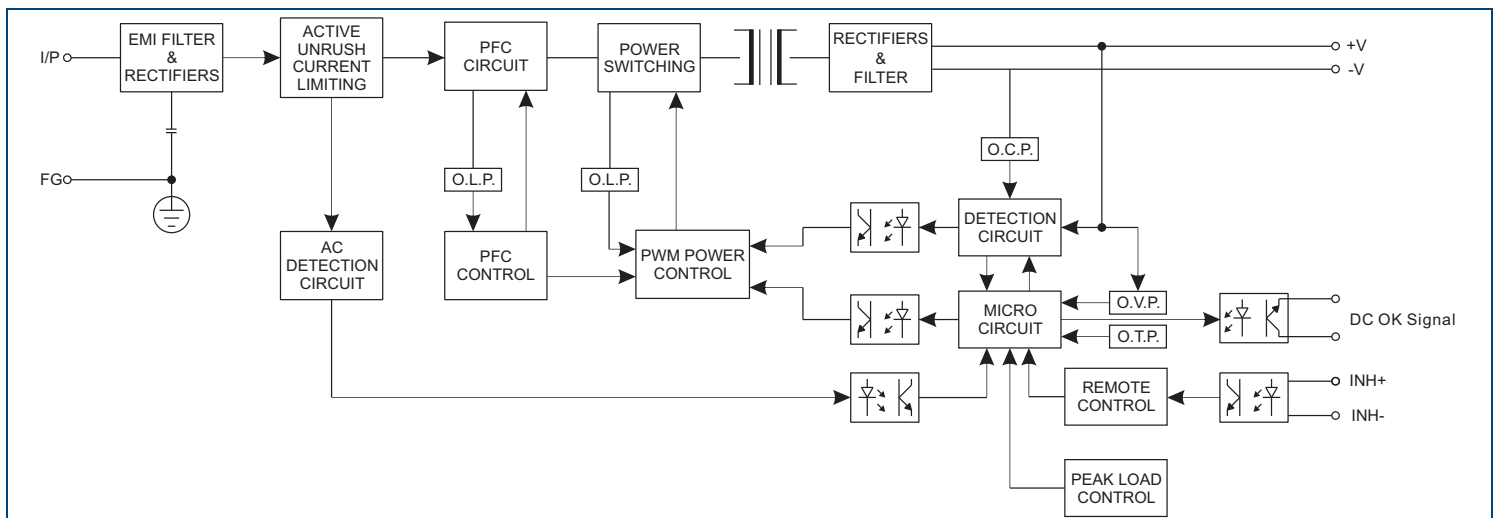 I/P
EMI FILTER
&
RECTIFIERS
ACTIVE
UNRUSH
CURRENT
LIMITING
PFC
CIRCUIT
POWER
SWITCHING
RECTIFIERS
&
FILTER
+V
-V
FG
O.L.P.
O.L.P.
O.C.P.
AC
DETECTION
CIRCUIT
PFC
CONTROL
PWM POWER
CONTROL
DETECTION
CIRCUIT
MICRO
CIRCUIT
O.V.P.
O.T.P.
DC OK Signal
REMOTE
CONTROL
INH+
INH-
PEAK LOAD
CONTROL